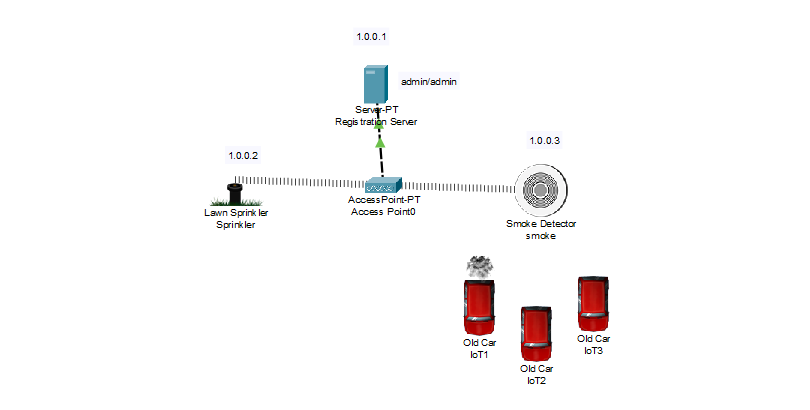 1.0.0.1
admin/admin
Server-PT
Registration Server
1.0.0.2
1.0.0.3
AccessPoint-PT
Access Point0
Lawn Sprinkler
Sprinkler
Smoke Detector
smoke
Old Car
IoT1
Old Car
IoT2
Old Car
IoT3